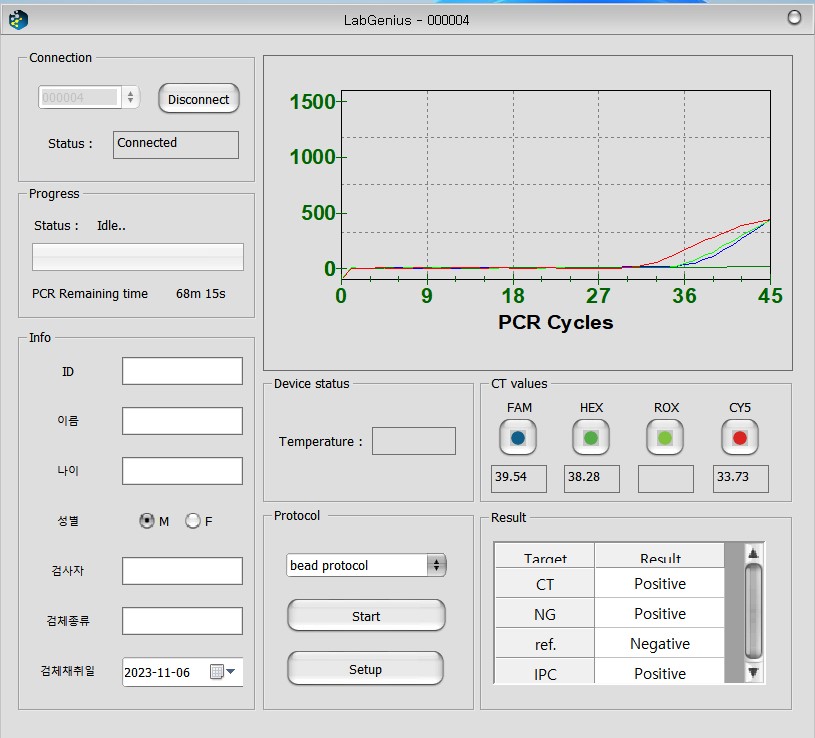 LabGenius - 000004
Connection
000004
Disconnect
Status :
Connected
Progress
Status :
Idle..
PCR Remaining time
68m 15s
Info
ID
이름
나이
성별
M
F
검사자
검체종류
검체채취일
2023-11-06
1500
1000
500
0
0
9
18
27
36
45
PCR Cycles
Device status
Temperature :
Protocol
bead protocol
Start
Setup
CT values
FAM
HEX
ROX
CY5
39.54
38.28
33.73
Result
Target
Result
CT
Positive
NG
Positive
ref.
Negative
IPC
Positive